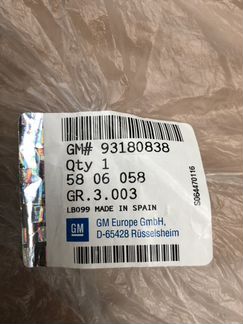 GM# 93180838
Qty 1
58 06 058
GR.3.003
LB099 MADE IN SPAIN
GM
GM Europe GmbH,
D-65428 Rüsselsheim
S064470116